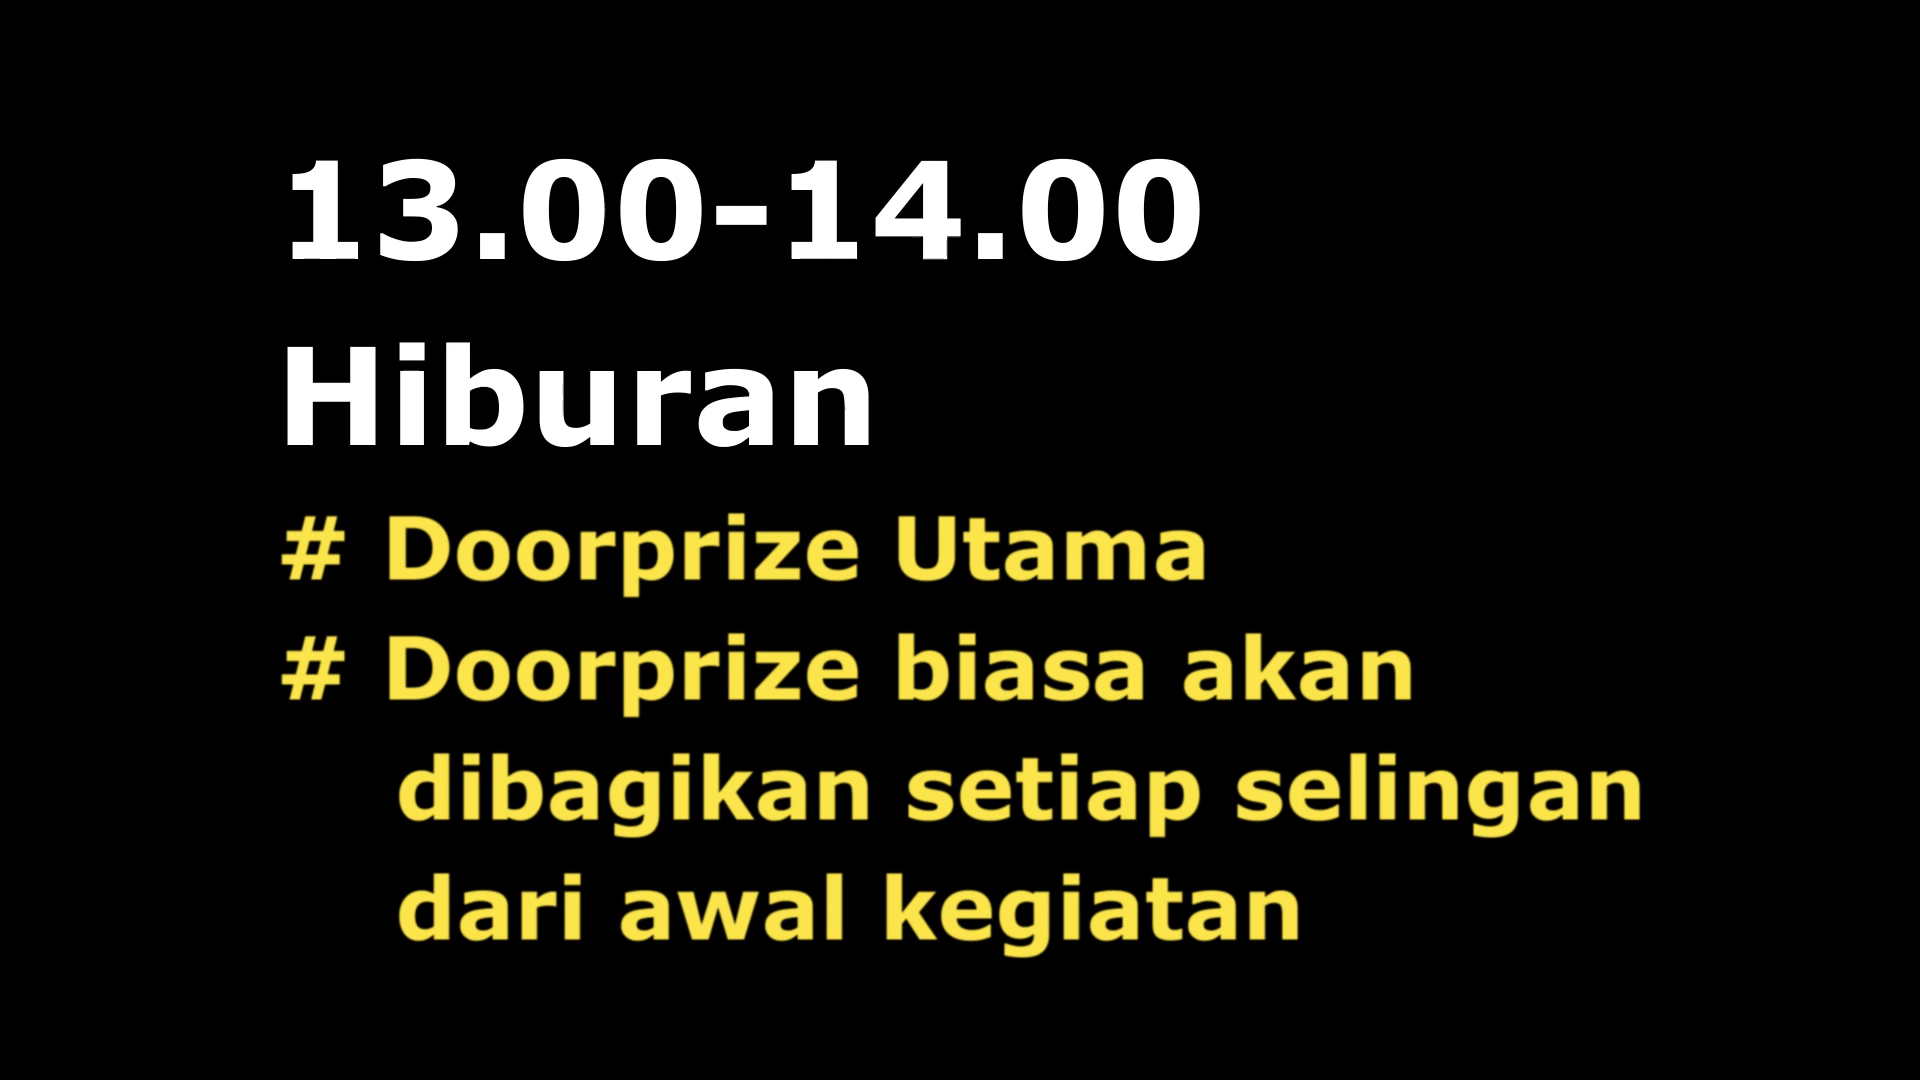 13.00-14.00
Hiburan
# Doorprize Utama
# Doorprize biasa akan
dibagikan setiap selingan
dari awal kegiatan